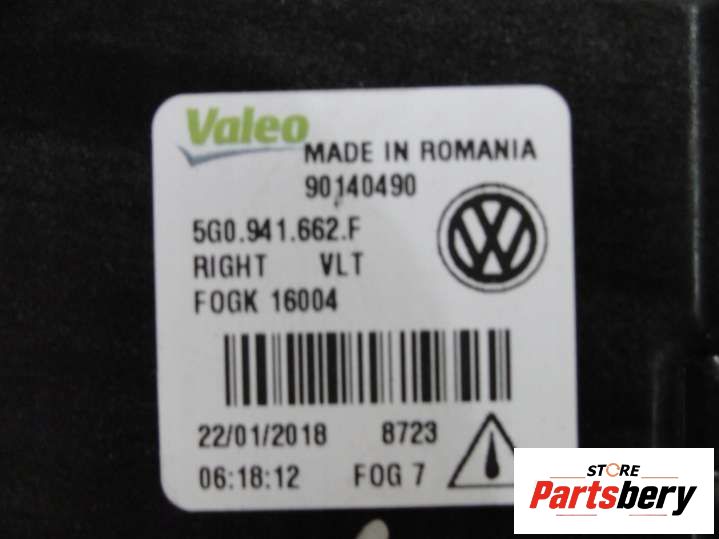 Valeo
MADE IN ROMANIA
90140490
5G0.941.662.F
RIGHT VLT
FOGK 16004
22/01/2018 8723
06:18:12 FOG 7
STORE
Partsbery